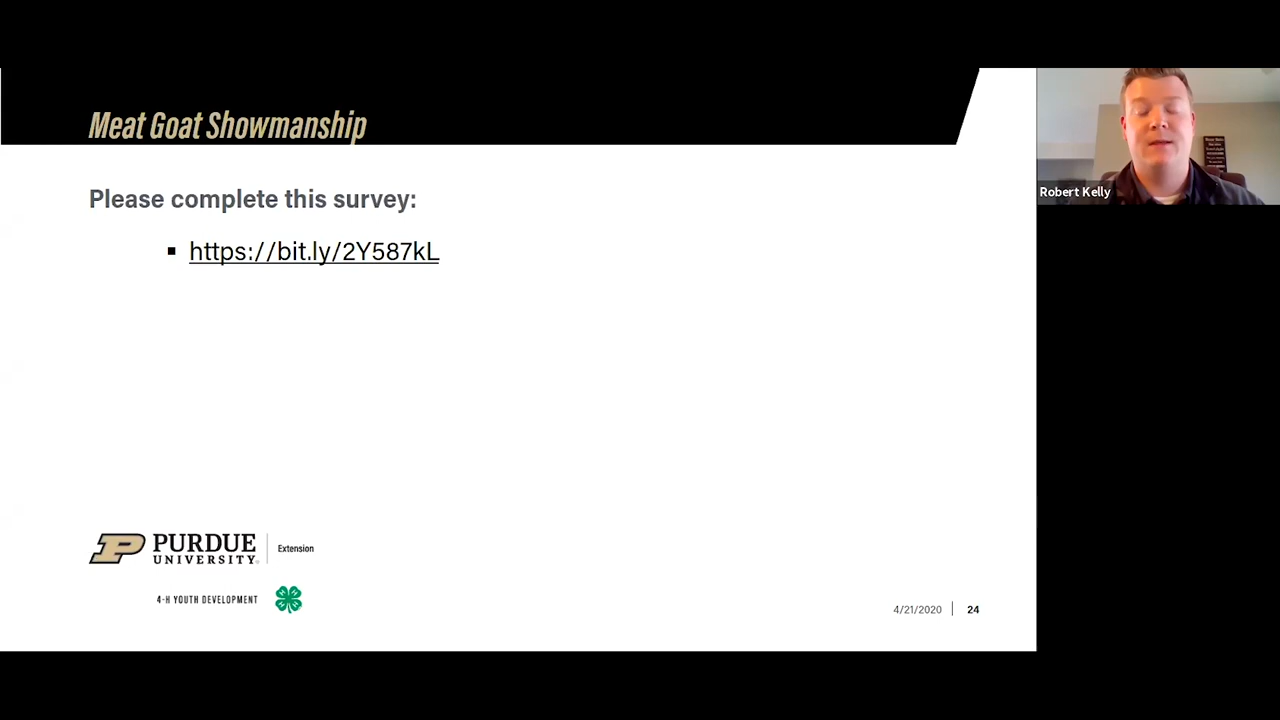 Meat Goat Showmanship
Please complete this survey:
https://bit.ly/2Y587kL
Robert Kelly
PURDUE
UNIVERSITY
Extension
4-H YOUTH DEVELOPMENT
4/21/2020
24